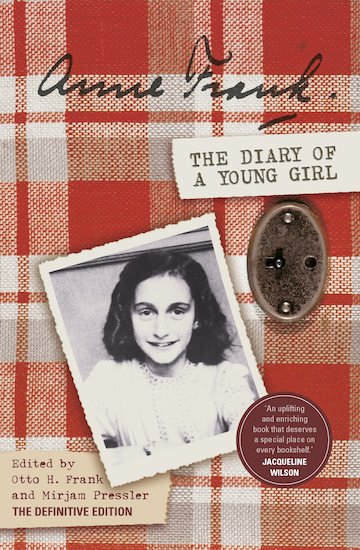 Anne Frank.
THE DIARY OF
A YOUNG GIRL
'An uplifting
and enriching
book that deserves
a special place on
every bookshelf.'
JACQUELINE
WILSON
Edited by
Otto H. Frank
and Mirjam Pressler
THE DEFINITIVE EDITION